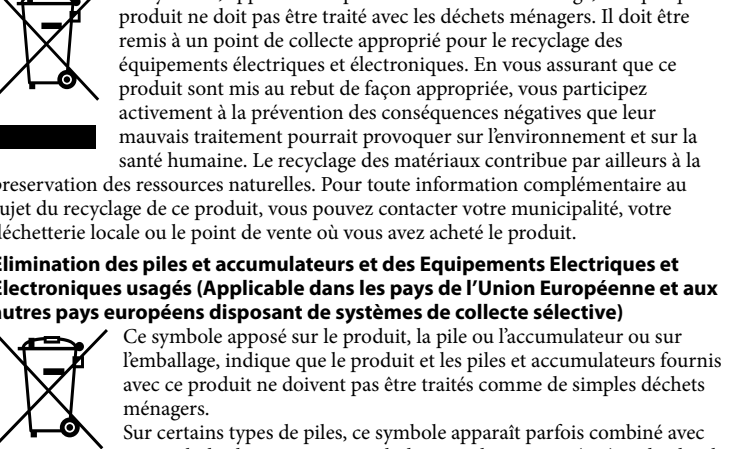 produit ne doit pas être traité avec les déchets ménagers. Il doit être
remis à un point de collecte approprié pour le recyclage des
équipements électriques et électroniques. En vous assurant que ce
produit sont mis au rebut de façon appropriée, vous participez
activement à la prévention des conséquences négatives que leur
mauvais traitement pourrait provoquer sur l'environnement et sur la
santé humaine. Le recyclage des matériaux contribue par ailleurs à la
preservation des ressources naturelles. Pour toute information complémentaire au
sujet du recyclage de ce produit, vous pouvez contacter votre municipalité, votre
déchetterie locale ou le point de vente où vous avez acheté le produit.
Elimination des piles et accumulateurs et des Equipements Electriques et
Electroniques usagés (Applicable dans les pays de l'Union Européenne et aux
autres pays européens disposant de systèmes de collecte sélective)
Ce symbole apposé sur le produit, la pile ou l'accumulateur ou sur
l'emballage, indique que le produit et les piles et accumulateurs fournis
avec ce produit ne doivent pas être traités comme de simples déchets
ménagers.
Sur certains types de piles, ce symbole apparaît parfois combiné avec